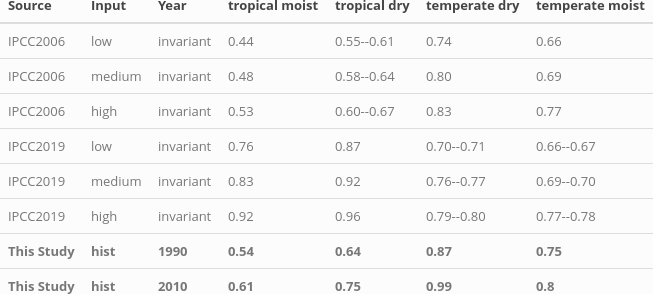 Source Input Year tropical moist tropical dry temperate dry temperate moist
IPCC2006 low invariant 0.44 0.55--0.61 0.74 0.66
IPCC2006 medium invariant 0.48 0.58--0.64 0.80 0.69
IPCC2006 high invariant 0.53 0.60--0.67 0.83 0.77
IPCC2019 low invariant 0.76 0.87 0.70--0.71 0.66--0.67
IPCC2019 medium invariant 0.83 0.92 0.76--0.77 0.69--0.70
IPCC2019 high invariant 0.92 0.96 0.79--0.80 0.77--0.78
This Study hist 1990 0.54 0.64 0.87 0.75
This Study hist 2010 0.61 0.75 0.99 0.8